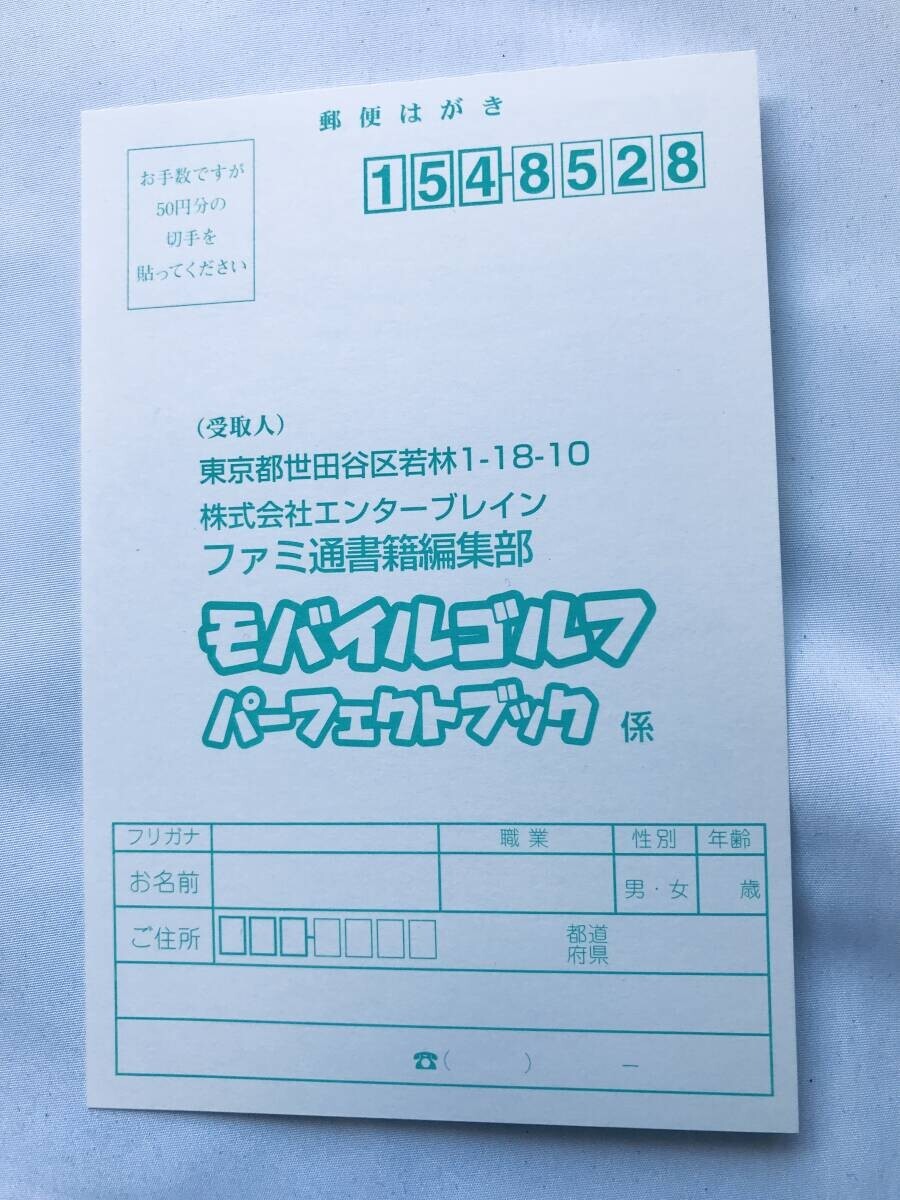 郵便はがき
お手数ですが
50円分の
切手を
貼ってください
154-8528
（受取人）
東京都世田谷区若林1-18-10
株式会社エンターブレイン
ファミ通書籍編集部
モバイルゴルフ
パーフェクトブック 係
フリガナ 職業 性別 年齢
お名前 男・女 歳
ご住所 - 都道
府県
☎( ) －